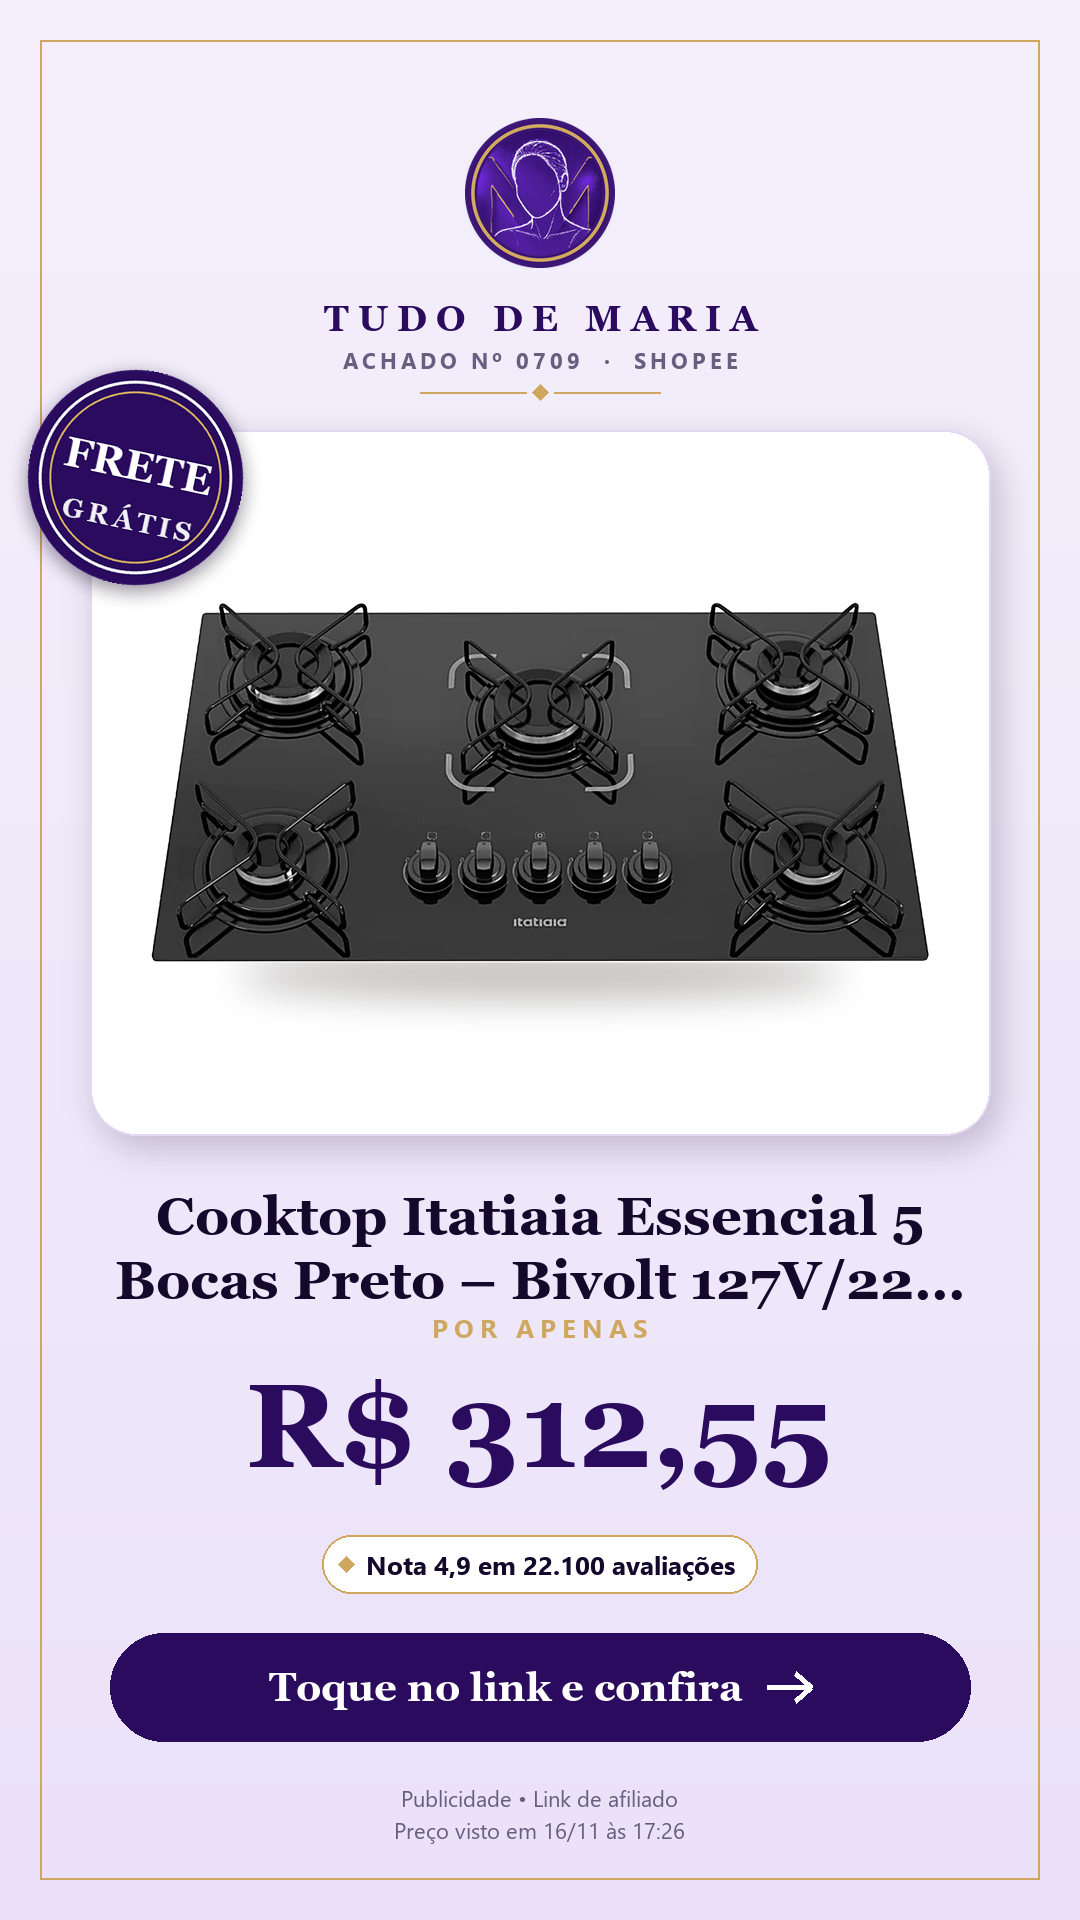 TUDO DE MARIA
ACHADO Nº 0709 · SHOPEE
FRETE
GRÁTIS
itatiaia
Cooktop Itatiaia Essencial 5
Bocas Preto – Bivolt 127V/22...
POR APENAS
R$ 312,55
Nota 4,9 em 22.100 avaliações
Toque no link e confira →
Publicidade • Link de afiliado
Preço visto em 16/11 às 17:26